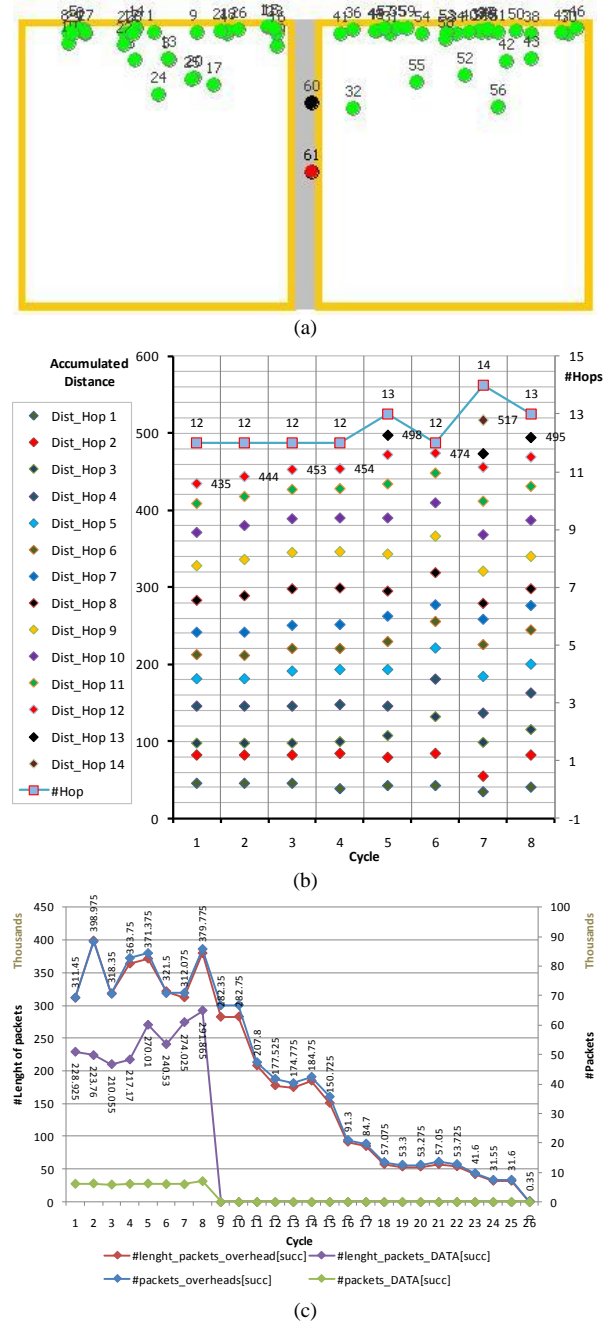 60
61
24
17
9
26
41
36
54
55
52
32
56
42
43
50
38
46
(a)
Accumulated
Distance
#Hops
Dist_Hop 1
Dist_Hop 2
Dist_Hop 3
Dist_Hop 4
Dist_Hop 5
Dist_Hop 6
Dist_Hop 7
Dist_Hop 8
Dist_Hop 9
Dist_Hop 10
Dist_Hop 11
Dist_Hop 12
Dist_Hop 13
Dist_Hop 14
#Hop
600
500
400
300
200
100
0
15
13
11
9
7
5
3
1
-1
12 12 12 12 13 12 14 13
435 444 453 454 498 474 517 495
1 2 3 4 5 6 7 8
Cycle
(b)
Thousands
#Lenght of packets
450
400
350
300
250
200
150
100
50
0
311.45
398.975
318.35
363.75
371.375
321.5
312.075
379.775
282.35
282.75
207.8
177.525
174.775
184.75
150.725
91.3
84.7
57.075
53.3
53.275
57.05
53.725
41.6
31.55
31.6
0.35
228.925
223.76
210.055
217.17
270.01
240.53
274.025
291.865
100
90
80
70
60
50
40
30
20
10
0
Thousands
#Packets
1 2 3 4 5 6 7 8 9 10 11 12 13 14 15 16 17 18 19 20 21 22 23 24 25 26
Cycle
#lenght_packets_overhead[succ]
#lenght_packets_DATA[succ]
#packets_overheads[succ]
#packets_DATA[succ]
(c)